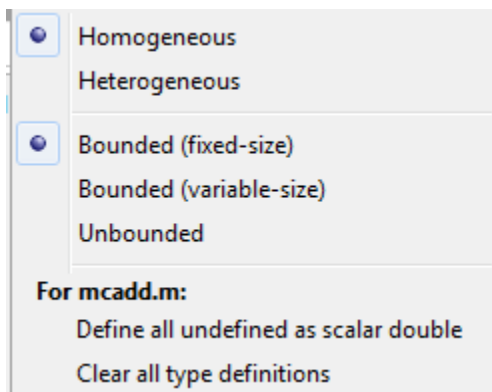 Homogeneous
Heterogeneous
Bounded (fixed-size)
Bounded (variable-size)
Unbounded
For mcadd.m:
Define all undefined as scalar double
Clear all type definitions